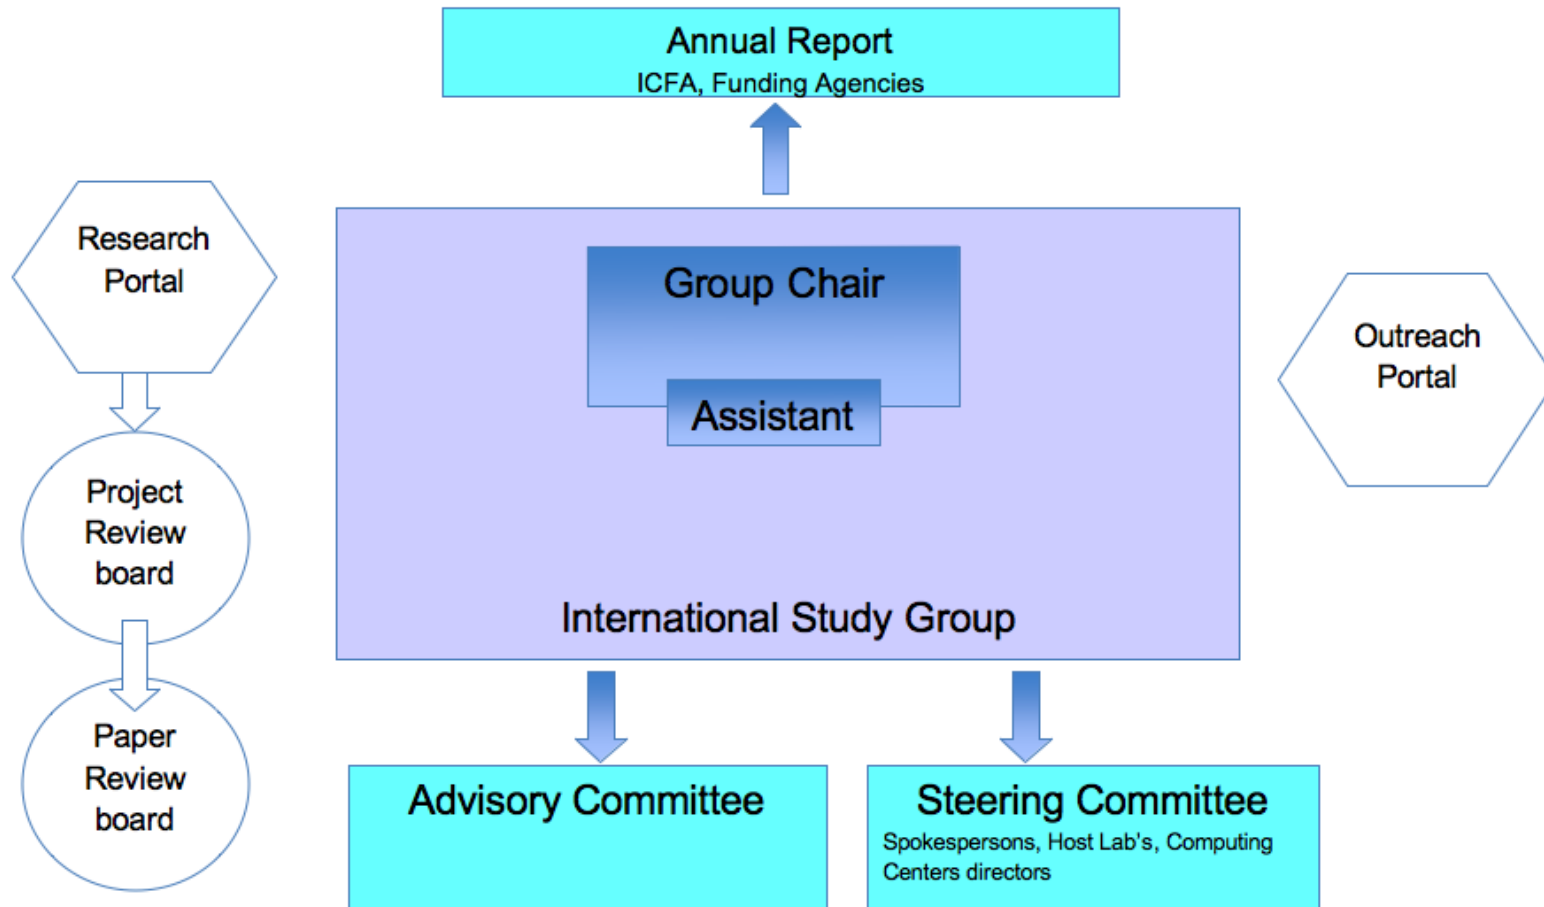 Annual Report
ICFA, Funding Agencies
Research
Portal
Group Chair
Assistant
Outreach
Portal
Project
Review
board
International Study Group
Paper
Review
board
Advisory Committee
Steering Committee
Spokespersons, Host Lab's, Computing
Centers directors